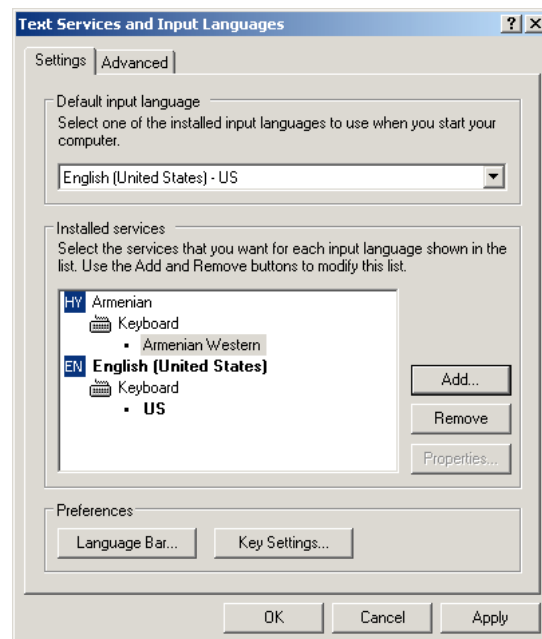 Text Services and Input Languages
Settings
Advanced
Default input language
Select one of the installed input languages to use when you start your
computer.
English (United States) - US
Installed services
Select the services that you want for each input language shown in the
list. Use the Add and Remove buttons to modify this list.
HY Armenian
Keyboard
• Armenian Western
EN English (United States)
Keyboard
• US
Add...
Remove
Properties...
Preferences
Language Bar...
Key Settings...
OK
Cancel
Apply